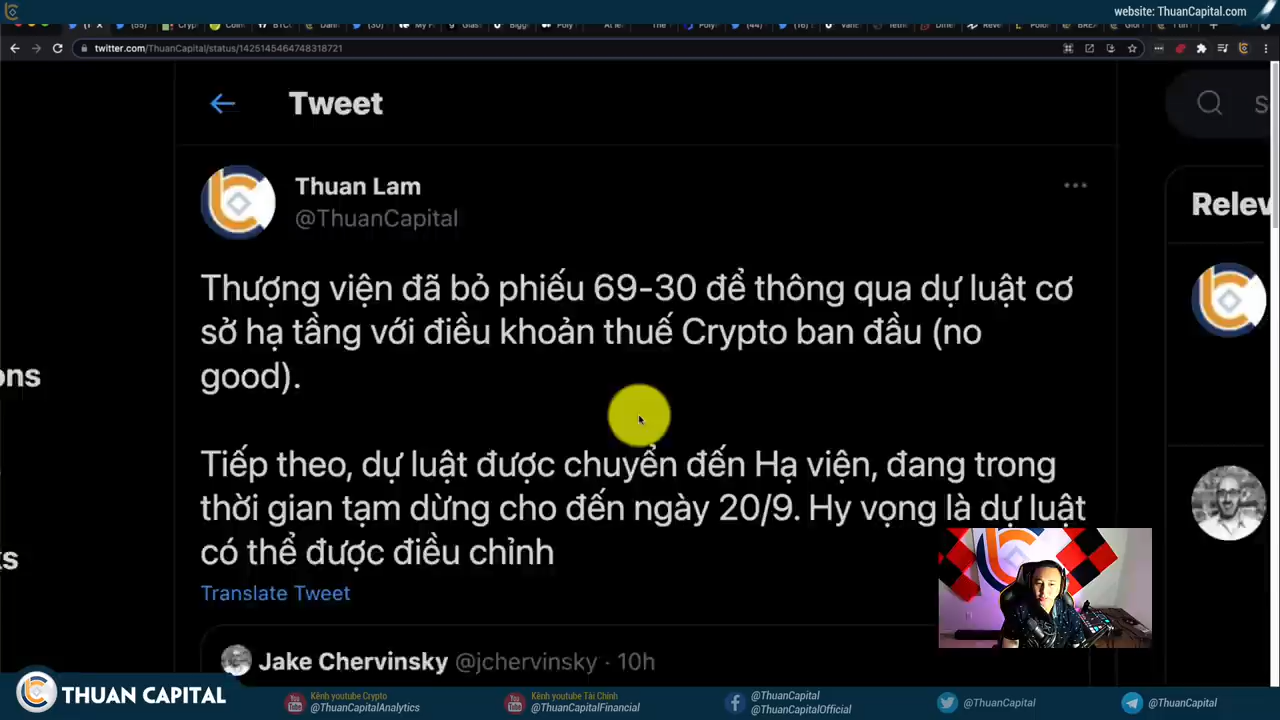 website: ThuanCapital.com
twitter.com/ThuanCapital/status/1425145464748318721
Tweet
Thuan Lam
@ThuanCapital
Thượng viện đã bỏ phiếu 69-30 để thông qua dự luật cơ
sở hạ tầng với điều khoản thuế Crypto ban đầu (no
good).
Tiếp theo, dự luật được chuyển đến Hạ viện, đang trong
thời gian tạm dừng cho đến ngày 20/9. Hy vọng là dự luật
có thể được điều chỉnh
Translate Tweet
Jake Chervinsky @jchervinsky · 10h
Relev
ons
ks
THUAN CAPITAL
Kênh youtube Crypto
@ThuanCapitalAnalytics
Kênh youtube Tài Chính
@ThuanCapitalFinancial
@ThuanCapital
@ThuanCapitalOfficial
@ThuanCapital
@ThuanCapital